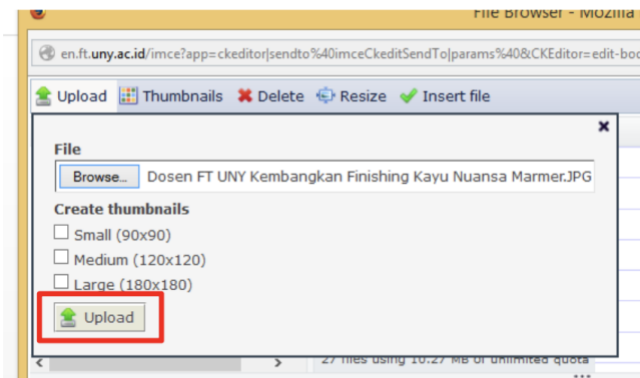 File Browser - Mozilla
en.ft.uny.ac.id/imce?app=ckeditor|sendto%40imceCkeditSendTo|params%40&CKEditor=edit-bod
Upload Thumbnails Delete Resize Insert file
File
Browse... Dosen FT UNY Kembangkan Finishing Kayu Nuansa Marmer.JPG
Create thumbnails
Small (90x90)
Medium (120x120)
Large (180x180)
Upload
27 files using 10.27 MB of unlimited quota